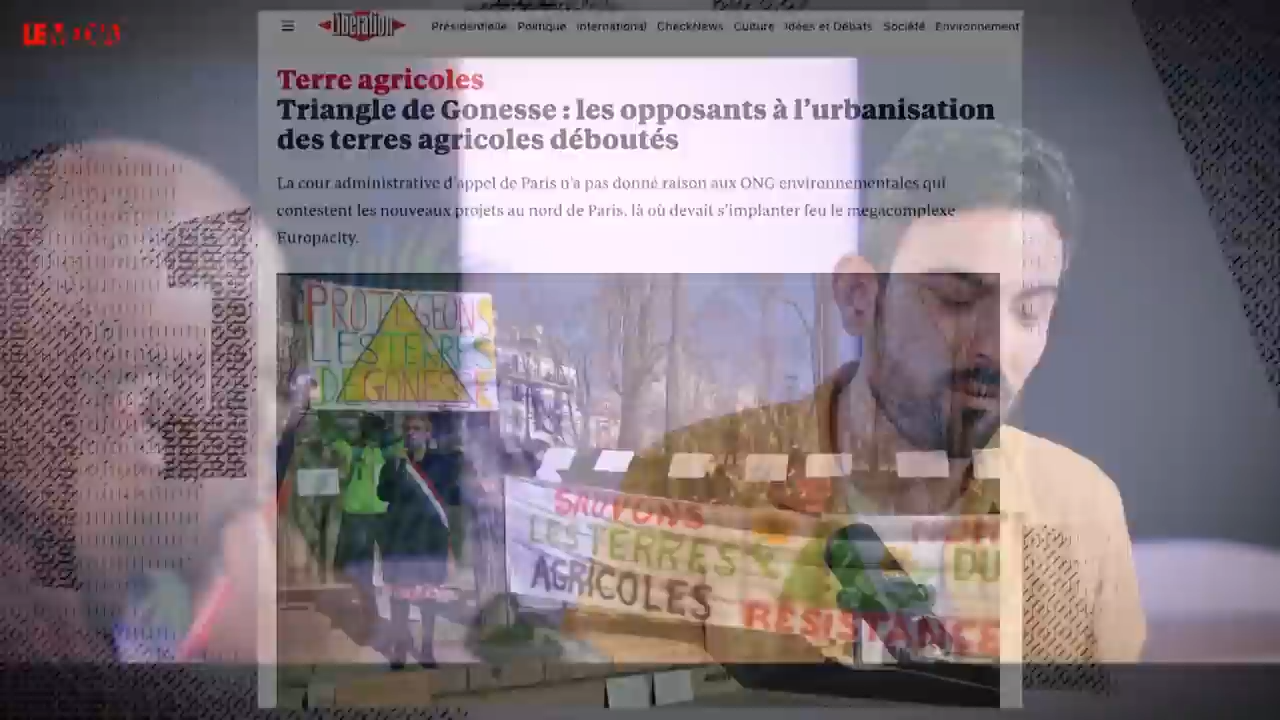 LE MEDIA
Libération
Présidentielle Politique International CheckNews Culture Idées et Débats Société Environnement
Terre agricoles
Triangle de Gonesse : les opposants à l’urbanisation
des terres agricoles déboutés
La cour administrative d’appel de Paris n’a pas donné raison aux ONG environnementales qui
contestent les nouveaux projets au nord de Paris, là où devait s’implanter feu le mégacomplexe
Europacity.
PROTEGEONS
LES TERRES
DE GONESSE
SAUVONS
LES TERRES
AGRICOLES
DU
RESISTANCE